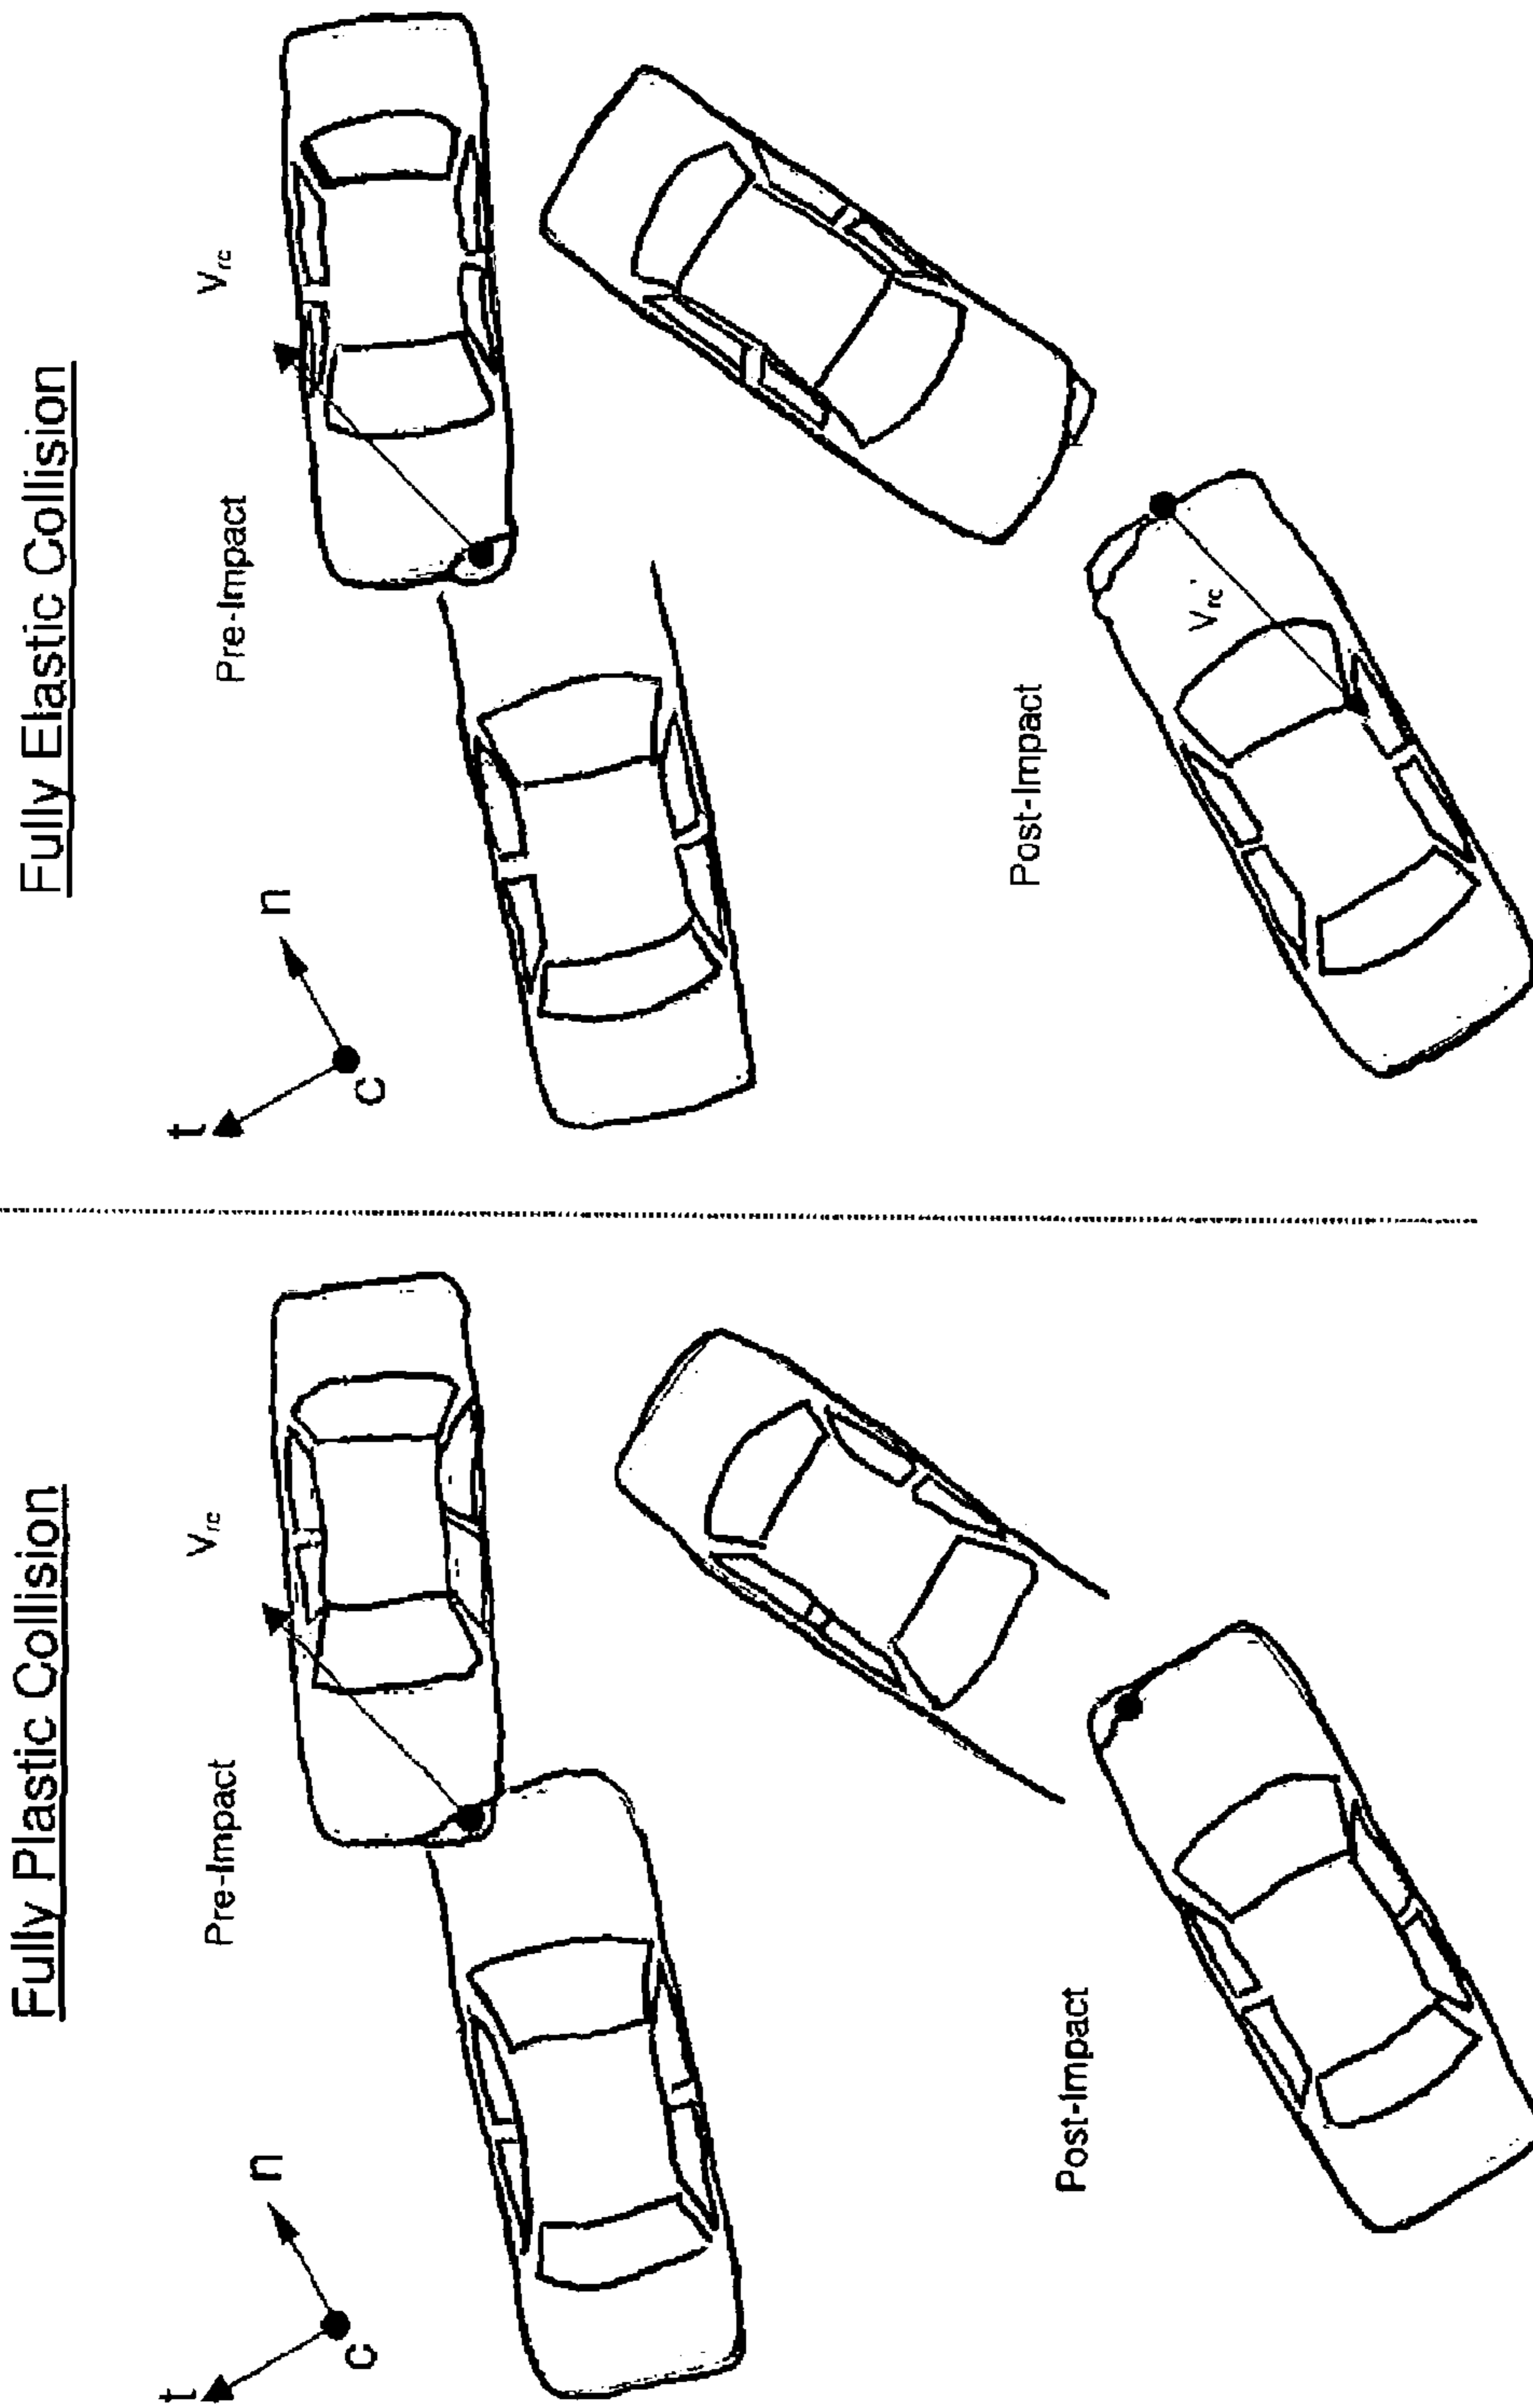 Fully Plastic Collision
t
n
c
Pre-Impact
Vrc
Post-Impact
Fully Elastic Collision
t
n
c
Pre-Impact
Vrc
Post-Impact
Vrc'